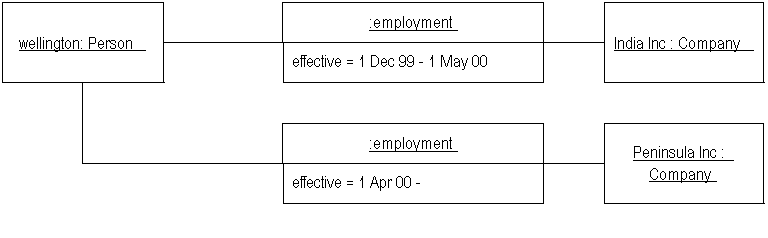 wellington: Person
:employment
effective = 1 Dec 99 - 1 May 00
India Inc : Company
:employment
effective = 1 Apr 00 -
Peninsula Inc :
Company